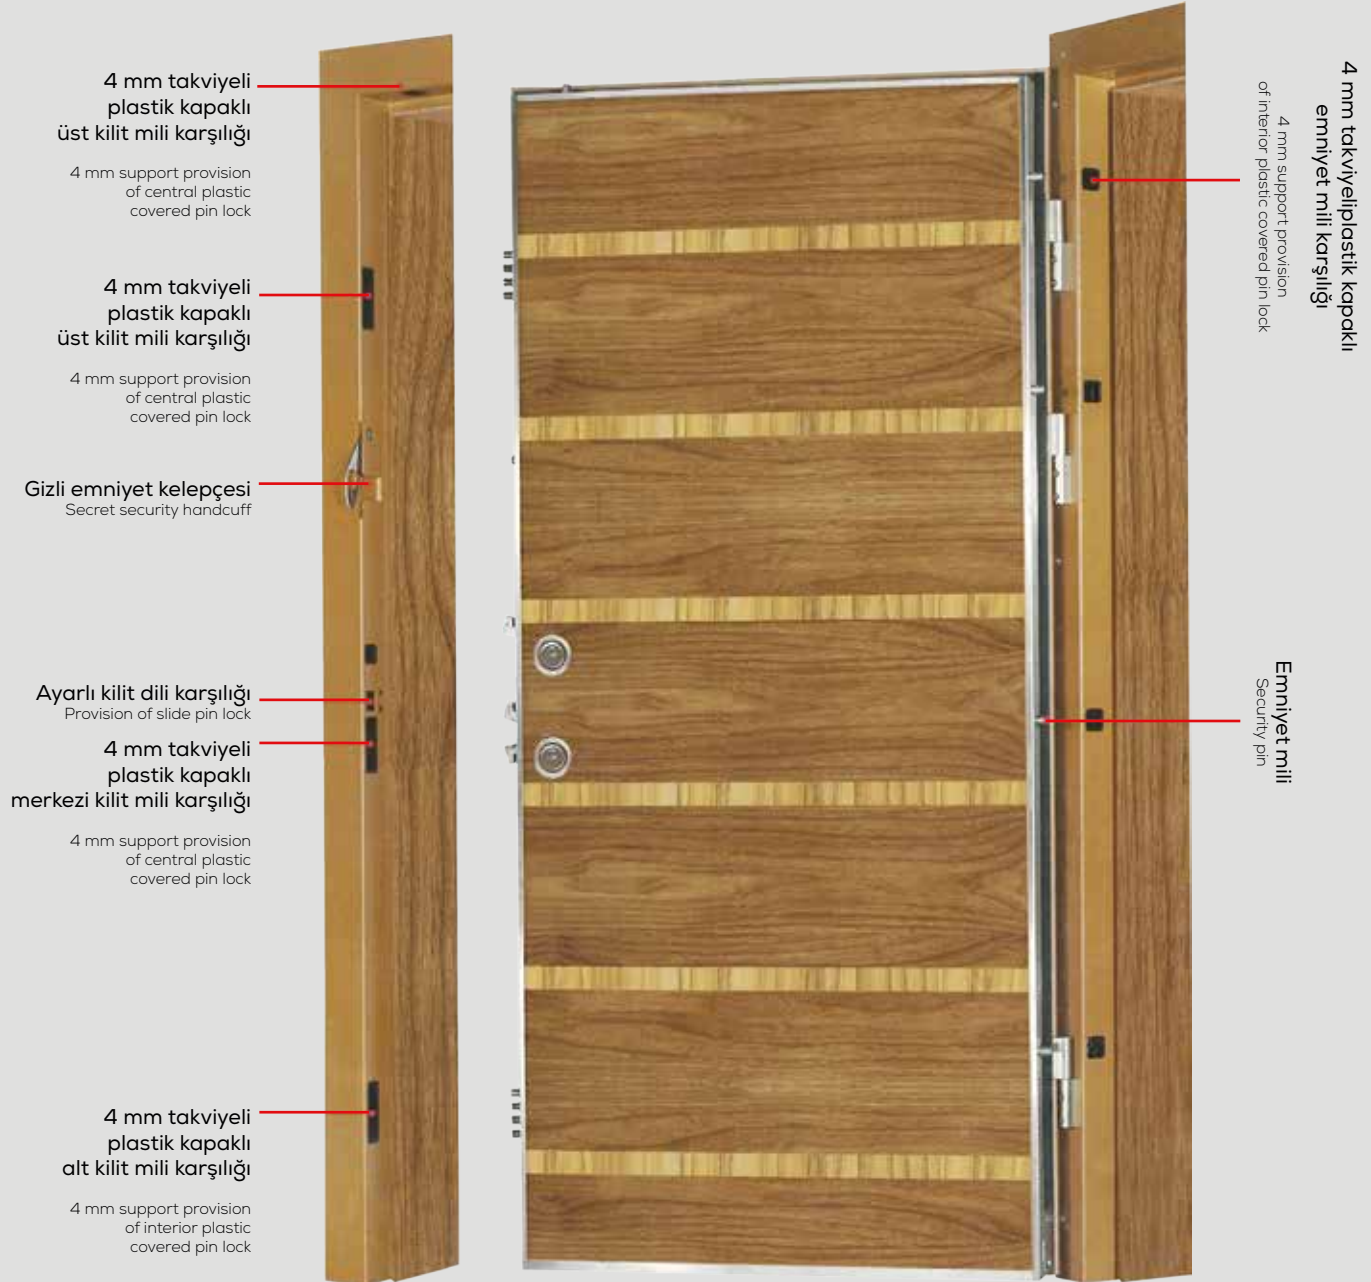 4 mm takviyeli
plastik kapaklı
üst kilit mili karşılığı
4 mm support provision
of central plastic
covered pin lock
4 mm takviyeli
plastik kapaklı
üst kilit mili karşılığı
4 mm support provision
of central plastic
covered pin lock
Gizli emniyet kelepçesi
Secret security handcuff
Ayarlı kilit dili karşılığı
Provision of slide pin lock
4 mm takviyeli
plastik kapaklı
merkezi kilit mili karşılığı
4 mm support provision
of central plastic
covered pin lock
4 mm takviyeli
plastik kapaklı
alt kilit mili karşılığı
4 mm support provision
of interior plastic
covered pin lock
4 mm takviyeliplastik kapaklı
emniyet mili karşılığı
4 mm support provision
of interior plastic covered pin lock
Emniyet mili
Security pin